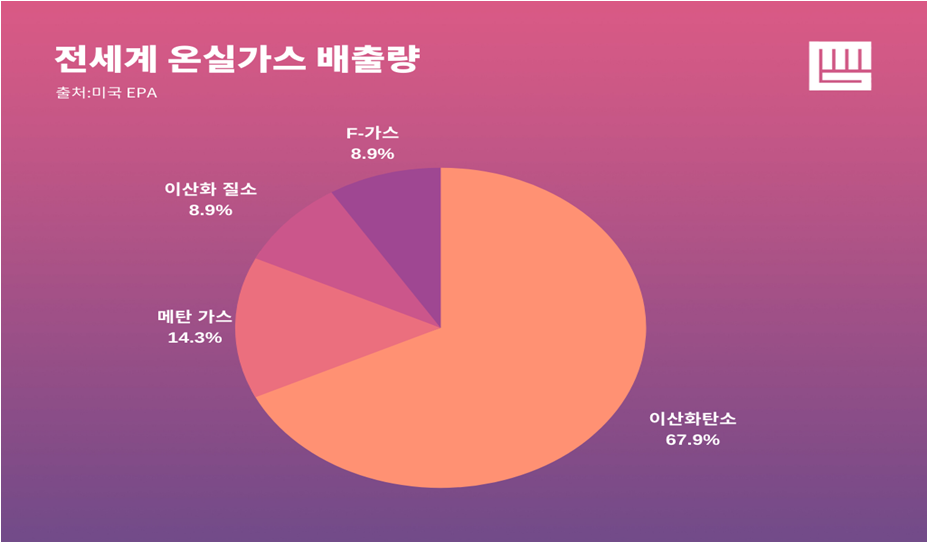 전세계 온실가스 배출량
출처:미국 EPA
F-가스
8.9%
이산화 질소
8.9%
메탄 가스
14.3%
이산화탄소
67.9%